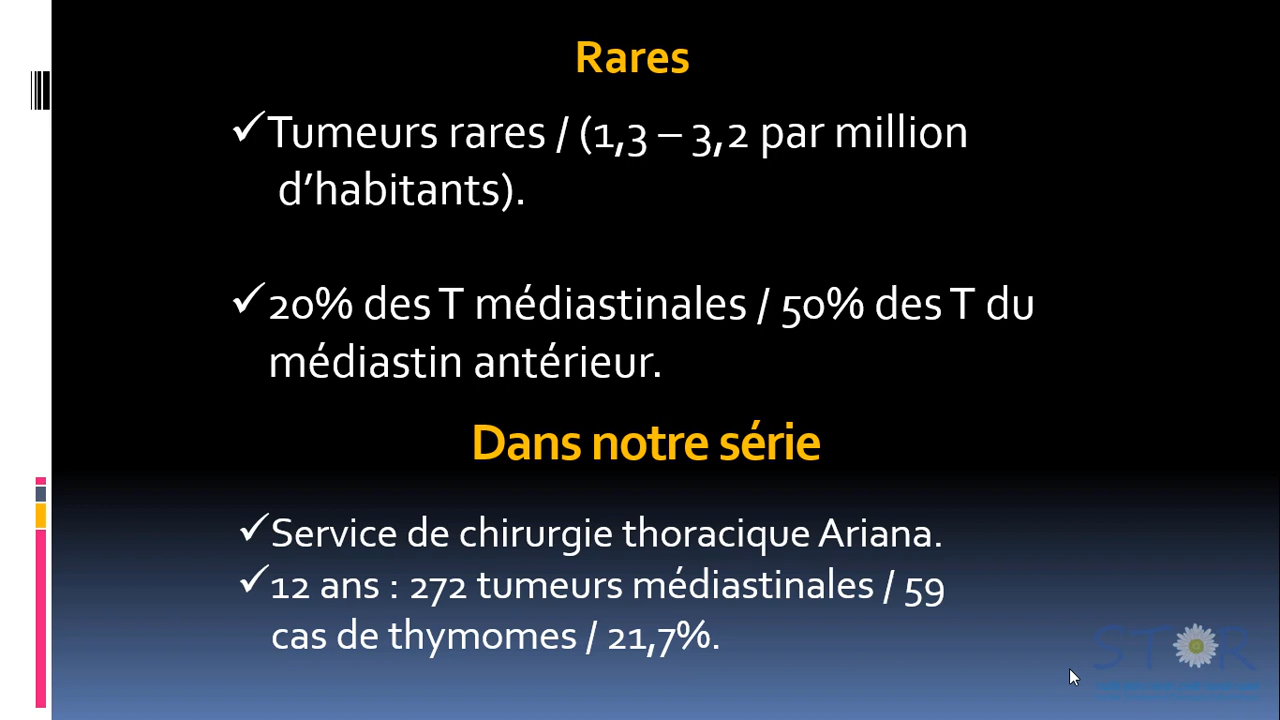 Rares
✓Tumeurs rares / (1,3 – 3,2 par million
d'habitants).
✓20% des T médiastinales / 50% des T du
médiastin antérieur.
Dans notre série
✓Service de chirurgie thoracique Ariana.
✓12 ans : 272 tumeurs médiastinales / 59
cas de thymomes / 21,7%.